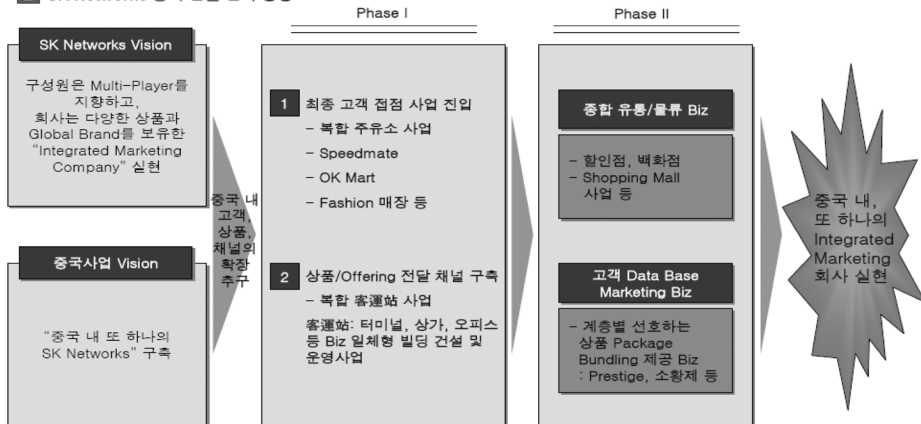 SK Networks
Phase I
Phase II
SK Networks Vision
구성원은 Multi-Player를
지향하고,
회사는 다양한 상품과
Global Brand를 보유한
“Integrated Marketing
Company” 실현
중국사업 Vision
“중국 내 또 하나의
SK Networks” 구축
중국 내
고객,
상품,
채널의
확장
추구
1 최종 고객 접점 사업 진입
- 복합 주유소 사업
- Speedmate
- OK Mart
- Fashion 매장 등
2 상품/Offering 전달 채널 구축
- 복합 客運站 사업
客運站: 터미널, 상가, 오피스
등 Biz 일체형 빌딩 건설 및
운영사업
종합 유통/물류 Biz
- 할인점, 백화점
- Shopping Mall
사업 등
고객 Data Base
Marketing Biz
- 계층별 선호하는
상품 Package
Bundling 제공 Biz
: Prestige, 소황제 등
중국 내,
또 하나의
Integrated
Marketing
회사 실현